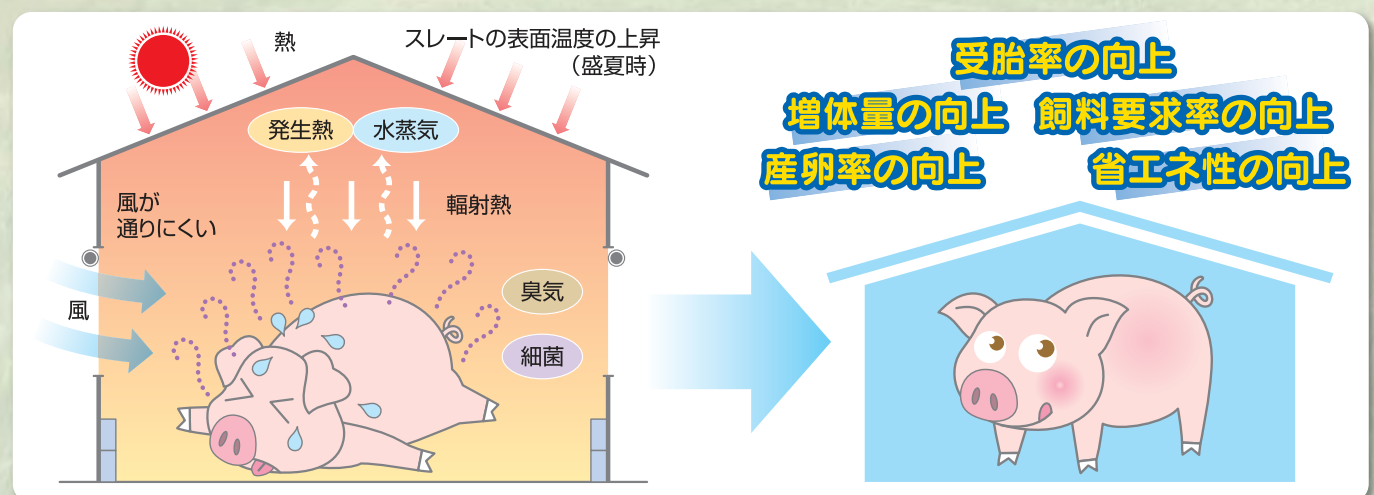 熱
スレートの表面温度の上昇
（盛夏時）
発生熱
水蒸気
風が
通りにくい
輻射熱
風
臭気
細菌
受胎率の向上
増体量の向上 飼料要求率の向上
産卵率の向上 省エネ性の向上